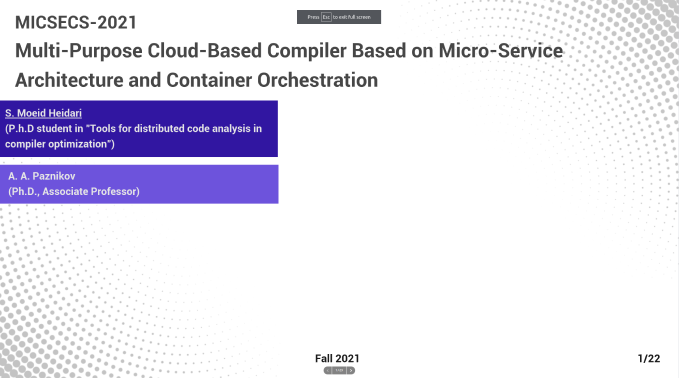 Press Esc to exit full screen
MICSECS-2021
Multi-Purpose Cloud-Based Compiler Based on Micro-Service
Architecture and Container Orchestration
S. Moeid Heidari
(P.h.D student in "Tools for distributed code analysis in
compiler optimization")
A. A. Paznikov
(Ph.D., Associate Professor)
Fall 2021
1/22